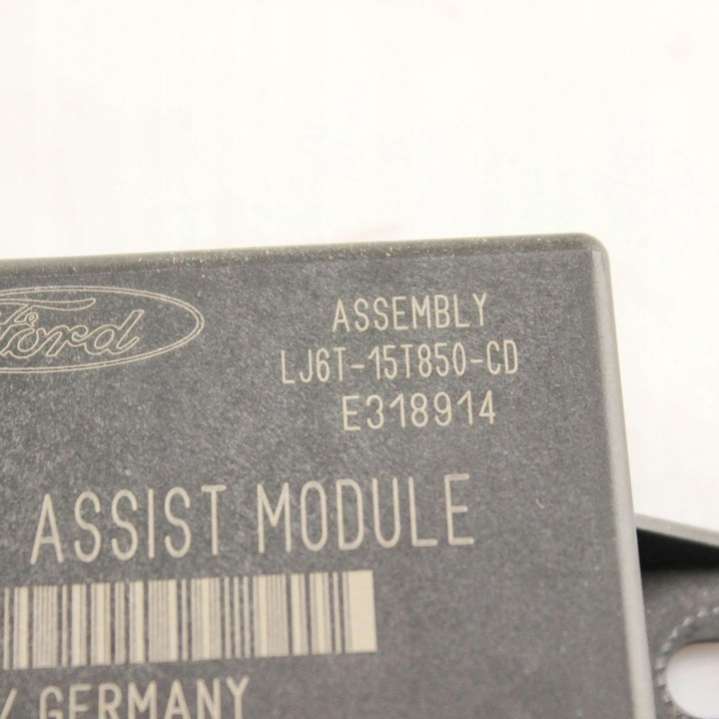 Ford
ASSEMBLY
LJ6T-15T850-CD
E318914
ASSIST MODULE
GERMANY